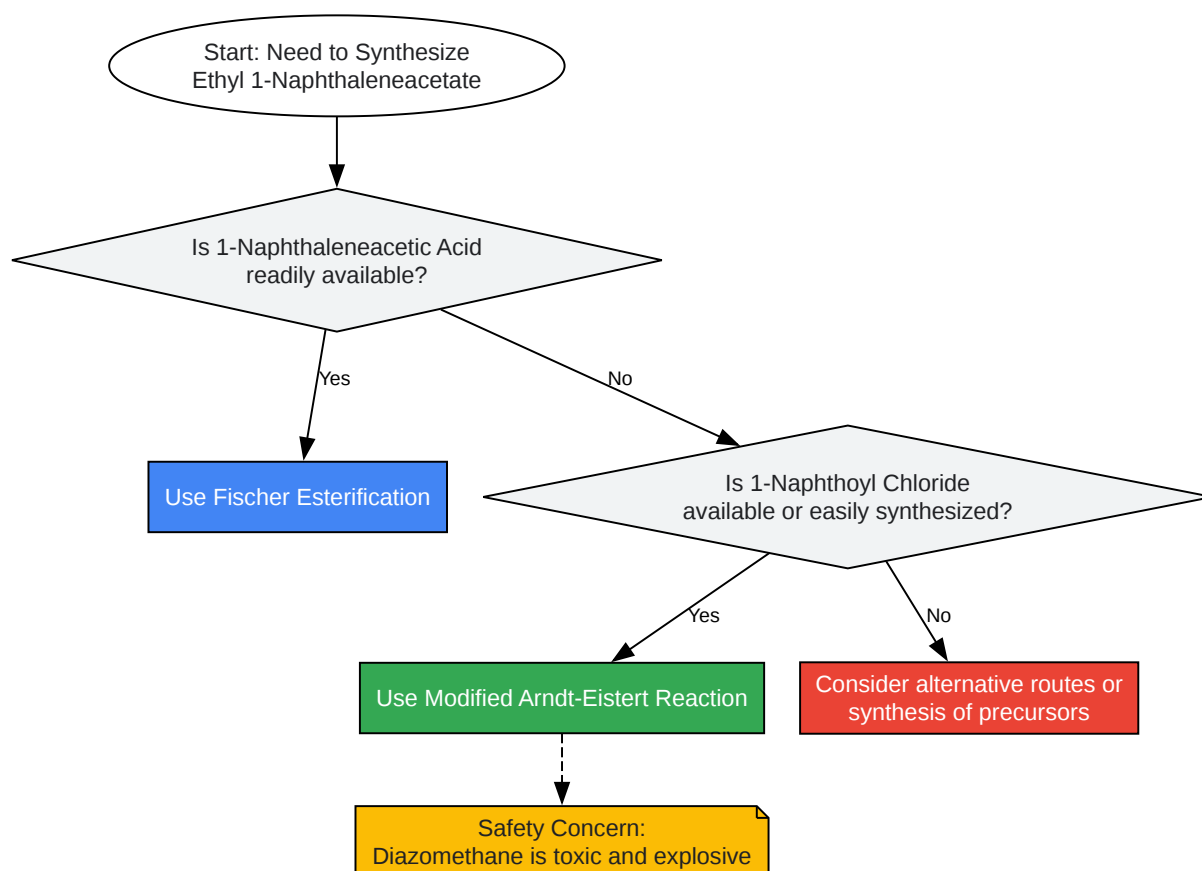 Start: Need to Synthesize
Ethyl 1-Naphthaleneacetate
Is 1-Naphthaleneacetic Acid
readily available?
Yes
No
Use Fischer Esterification
Is 1-Naphthoyl Chloride
available or easily synthesized?
Yes
No
Use Modified Arndt-Eistert Reaction
Consider alternative routes or
synthesis of precursors
Safety Concern:
Diazomethane is toxic and explosive